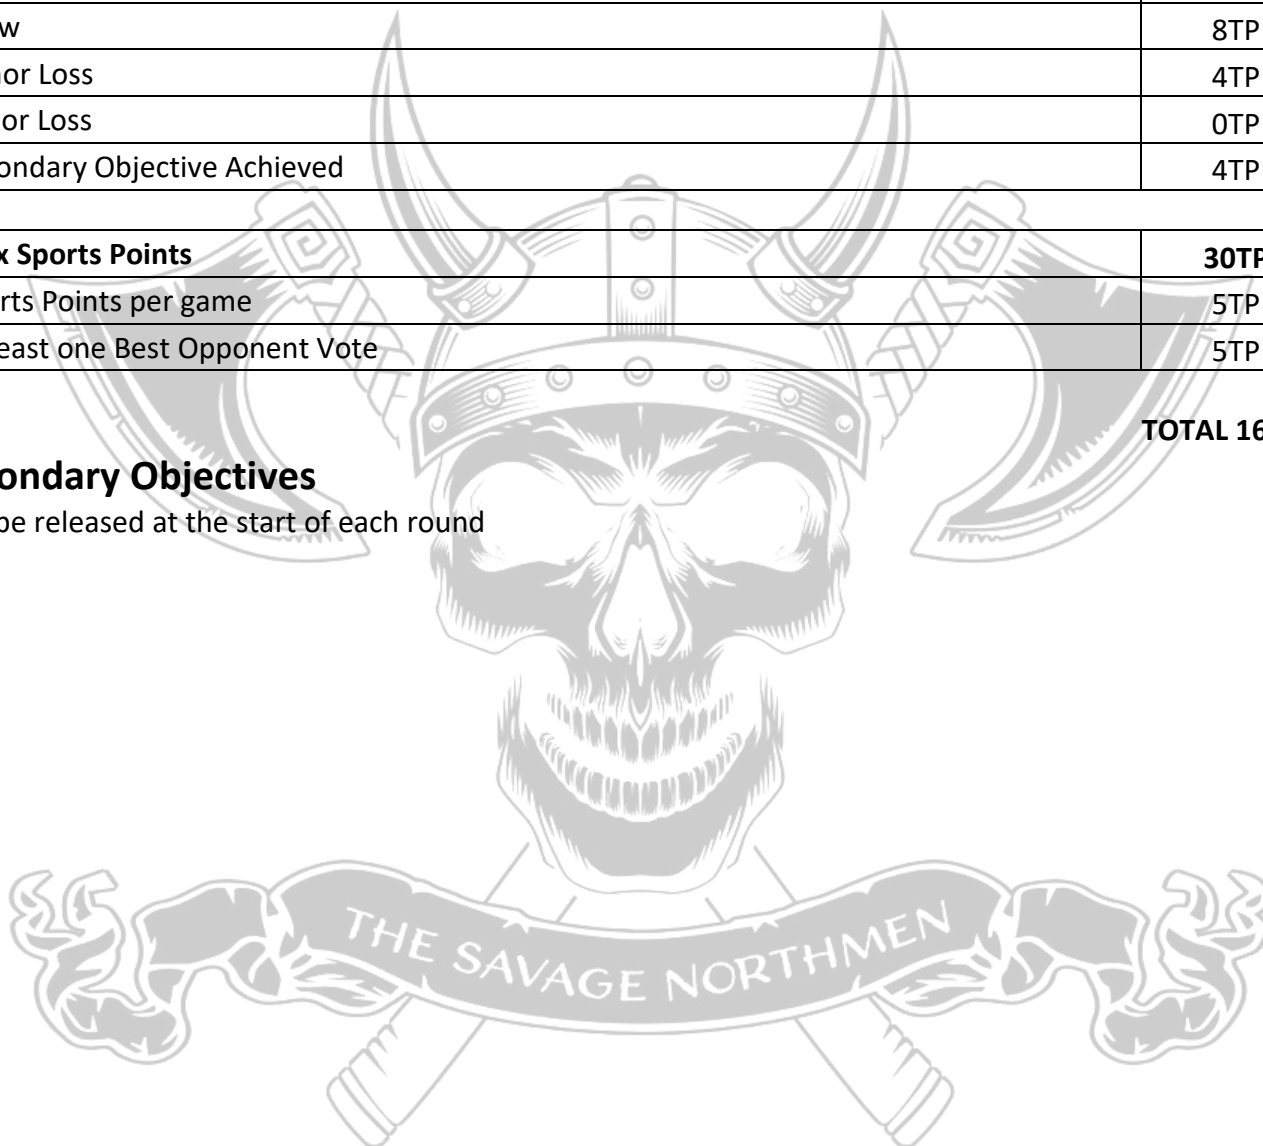 w 8TP
or Loss 4TP
or Loss 0TP
ondary Objective Achieved 4TP
x Sports Points 30TP
rts Points per game 5TP
east one Best Opponent Vote 5TP
TOTAL 16
ondary Objectives
be released at the start of each round
THE SAVAGE NORTHMEN